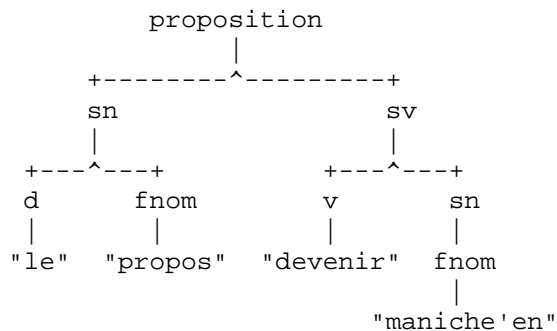 proposition
sn sv
d fnom v sn
"le" "propos" "devenir" fnom
"maniche'en"